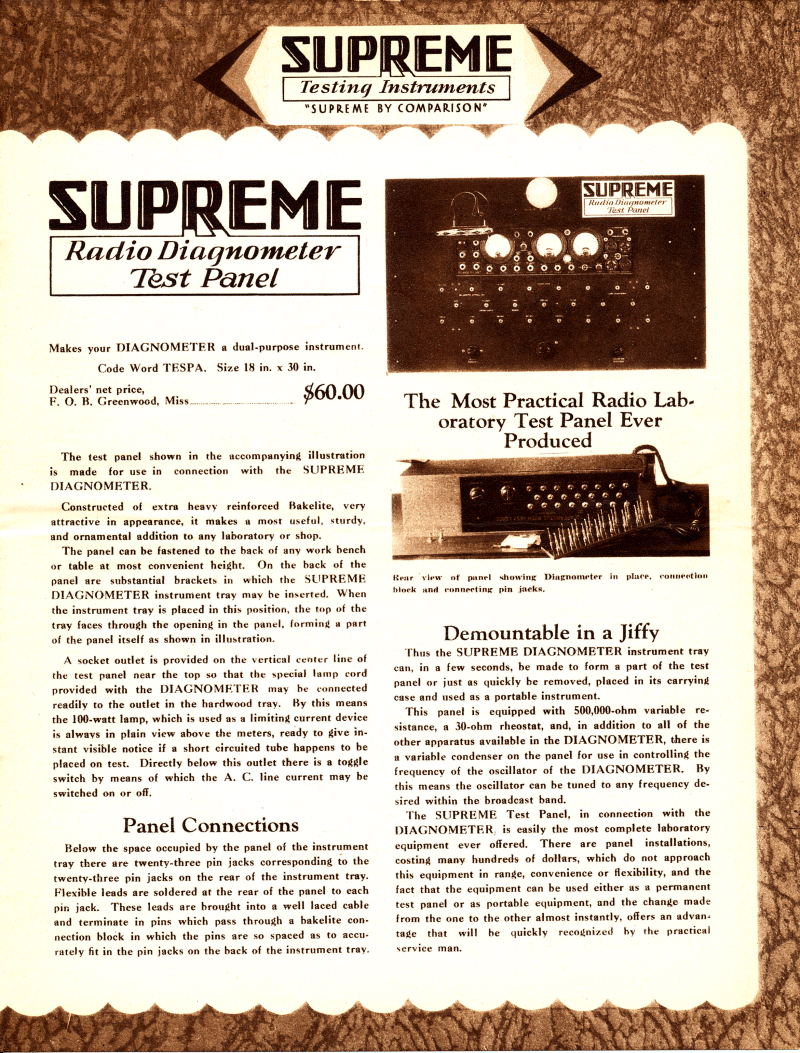 SUPREME
Testing Instruments
"SUPREME BY COMPARISON"
SUPREME
Radio Diagnometer
Test Panel
Makes your DIAGNOMETER a dual-purpose instrument.
Code Word TESPA. Size 18 in. x 30 in.
Dealers' net price,
F. O. B. Greenwood, Miss. $60.00
The test panel shown in the accompanying illustration
is made for use in connection with the SUPREME
DIAGNOMETER.
Constructed of extra heavy reinforced Bakelite, very
attractive in appearance, it makes a most useful, sturdy,
and ornamental addition to any laboratory or shop.
The panel can be fastened to the back of any work bench
or table at most convenient height. On the back of the
panel are substantial brackets in which the SUPREME
DIAGNOMETER instrument tray may be inserted. When
the instrument tray is placed in this position, the top of the
tray faces through the opening in the panel, forming a part
of the panel itself as shown in illustration.
A socket outlet is provided on the vertical center line of
the test panel near the top so that the special lamp cord
provided with the DIAGNOMETER may be connected
readily to the outlet in the hardwood tray. By this means
the 100-watt lamp, which is used as a limiting current device
is always in plain view above the meters, ready to give in-
stant visible notice if a short circuited tube happens to be
placed on test. Directly below this outlet there is a toggle
switch by means of which the A. C. line current may be
switched on or off.
Panel Connections
Below the space occupied by the panel of the instrument
tray there are twenty-three pin jacks corresponding to the
twenty-three pin jacks on the rear of the instrument tray.
Flexible leads are soldered at the rear of the panel to each
pin jack. These leads are brought into a well laced cable
and terminate in pins which pass through a bakelite con-
nection block in which the pins are so spaced as to accu-
rately fit in the pin jacks on the back of the instrument tray.
SUPREME
Radio Diagnometer
Test Panel
The Most Practical Radio Lab-
oratory Test Panel Ever
Produced
Rear view of panel showing Diagnometer in place, connection
block and connecting pin jacks.
Demountable in a Jiffy
Thus the SUPREME DIAGNOMETER instrument tray
can, in a few seconds, be made to form a part of the test
panel or just as quickly be removed, placed in its carrying
case and used as a portable instrument.
This panel is equipped with 500,000-ohm variable re-
sistance, a 30-ohm rheostat, and, in addition to all of the
other apparatus available in the DIAGNOMETER, there is
a variable condenser on the panel for use in controlling the
frequency of the oscillator of the DIAGNOMETER. By
this means the oscillator can be tuned to any frequency de-
sired within the broadcast band.
The SUPREME Test Panel, in connection with the
DIAGNOMETER, is easily the most complete laboratory
equipment ever offered. There are panel installations,
costing many hundreds of dollars, which do not approach
this equipment in range, convenience or flexibility, and the
fact that the equipment can be used either as a permanent
test panel or as portable equipment, and the change made
from the one to the other almost instantly, offers an advan-
tage that will be quickly recognized by the practical
service man.